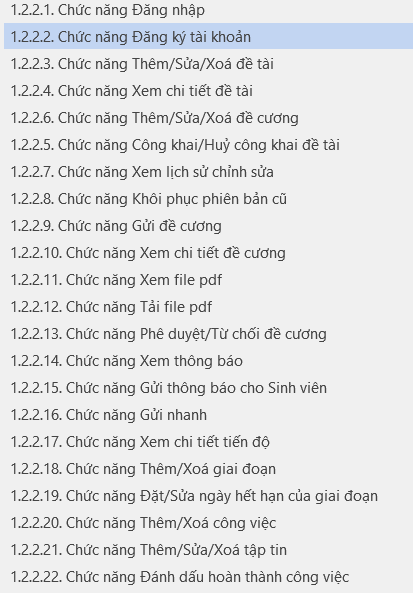 1.2.2.1. Chức năng Đăng nhập
1.2.2.2. Chức năng Đăng ký tài khoản
1.2.2.3. Chức năng Thêm/Sửa/Xoá đề tài
1.2.2.4. Chức năng Xem chi tiết đề tài
1.2.2.6. Chức năng Thêm/Sửa/Xoá đề cương
1.2.2.5. Chức năng Công khai/Huỷ công khai đề tài
1.2.2.7. Chức năng Xem lịch sử chỉnh sửa
1.2.2.8. Chức năng Khôi phục phiên bản cũ
1.2.2.9. Chức năng Gửi đề cương
1.2.2.10. Chức năng Xem chi tiết đề cương
1.2.2.11. Chức năng Xem file pdf
1.2.2.12. Chức năng Tải file pdf
1.2.2.13. Chức năng Phê duyệt/Từ chối đề cương
1.2.2.14. Chức năng Xem thông báo
1.2.2.15. Chức năng Gửi thông báo cho Sinh viên
1.2.2.16. Chức năng Gửi nhanh
1.2.2.17. Chức năng Xem chi tiết tiến độ
1.2.2.18. Chức năng Thêm/Xoá giai đoạn
1.2.2.19. Chức năng Đặt/Sửa ngày hết hạn của giai đoạn
1.2.2.20. Chức năng Thêm/Xoá công việc
1.2.2.21. Chức năng Thêm/Sửa/Xoá tập tin
1.2.2.22. Chức năng Đánh dấu hoàn thành công việc